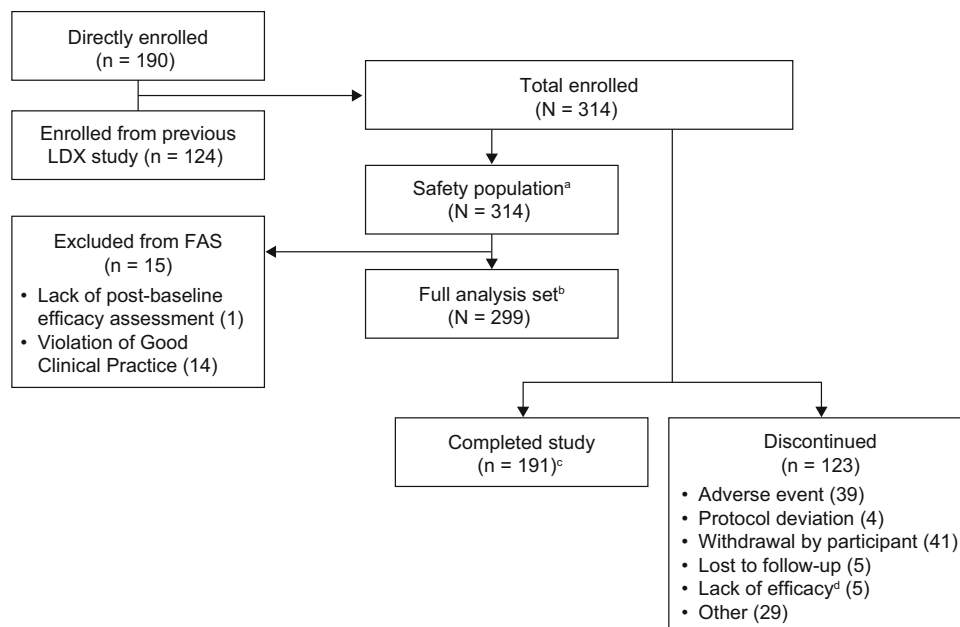 Directly enrolled
(n = 190)
Enrolled from previous
LDX study (n = 124)
Total enrolled
(N = 314)
Safety populationᵃ
(N = 314)
Excluded from FAS
(n = 15)
• Lack of post-baseline
efficacy assessment (1)
• Violation of Good
Clinical Practice (14)
Full analysis setᵇ
(N = 299)
Completed study
(n = 191)ᶜ
Discontinued
(n = 123)
• Adverse event (39)
• Protocol deviation (4)
• Withdrawal by participant (41)
• Lost to follow-up (5)
• Lack of efficacyᵈ (5)
• Other (29)